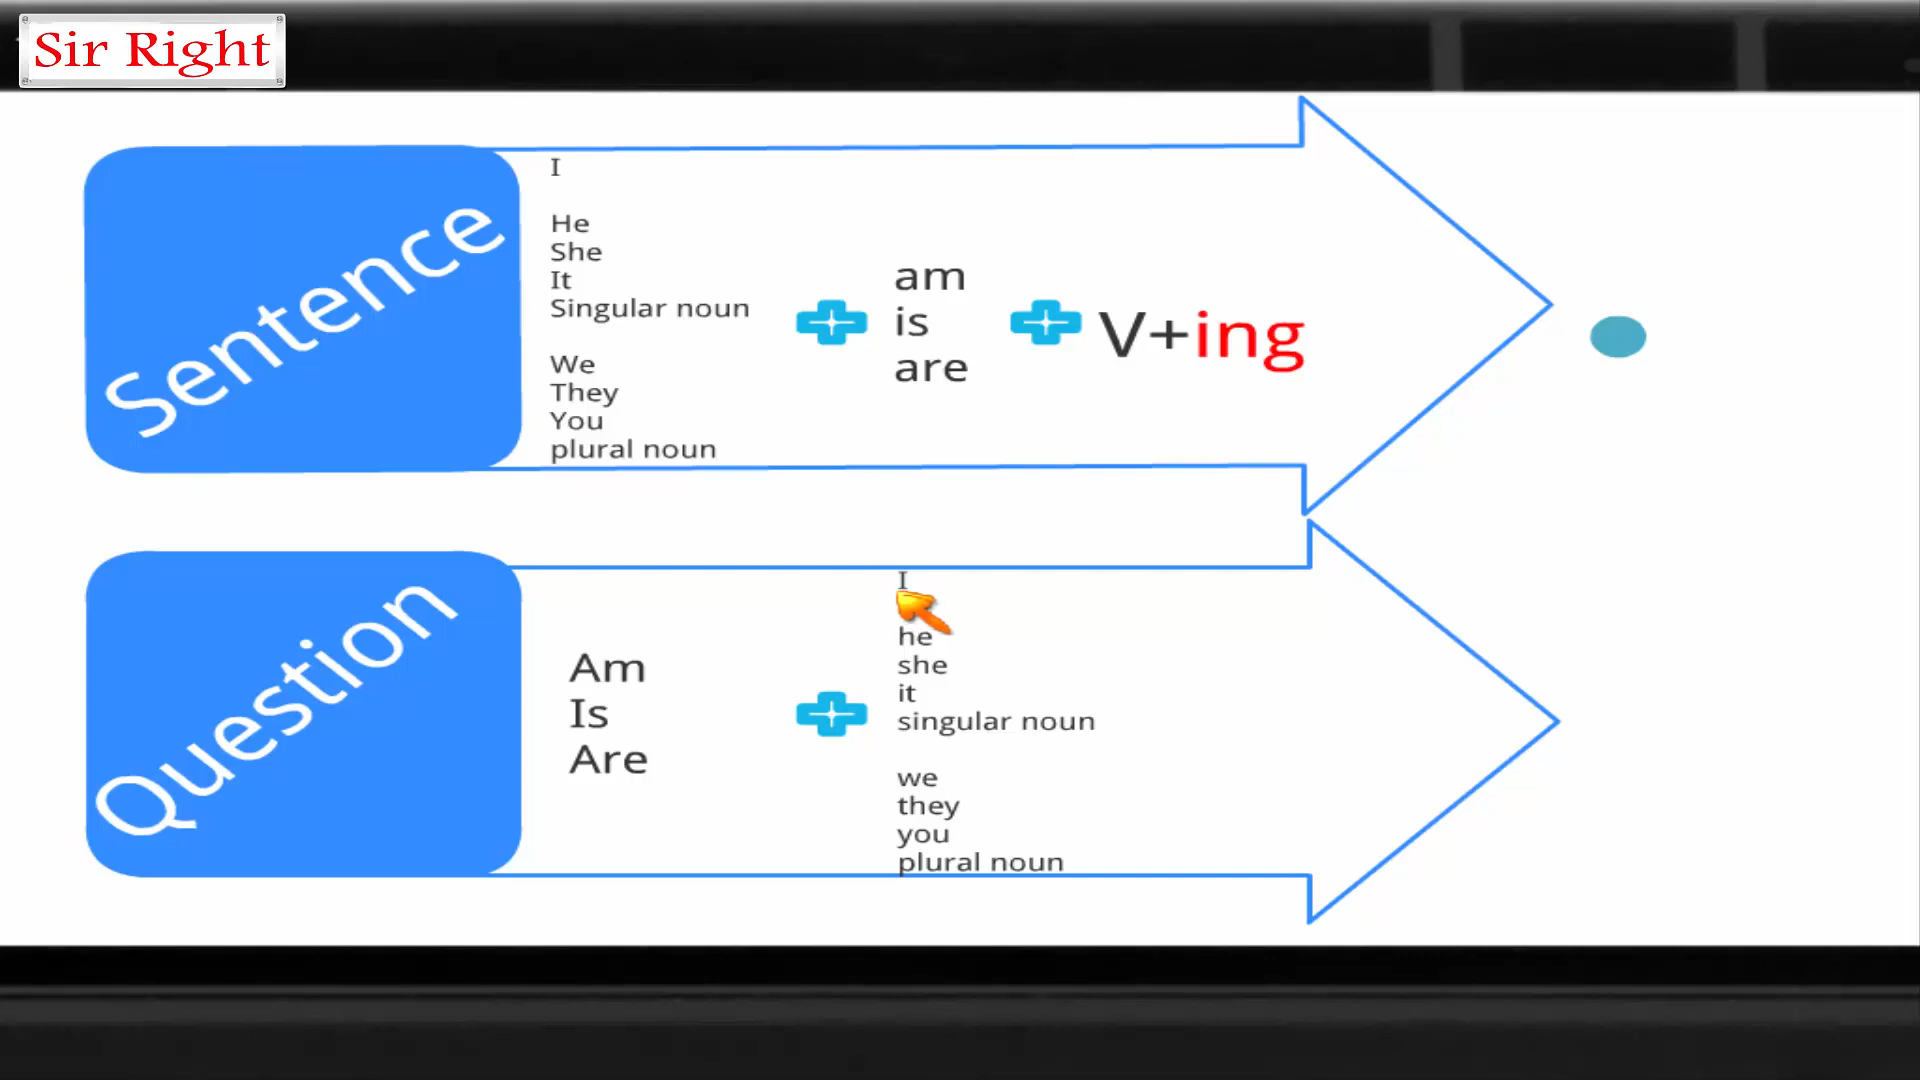 Sir Right
Sentence
I
He
She
It
Singular noun
We
They
You
plural noun
am
is
are
V+ing
Question
Am
Is
Are
I
he
she
it
singular noun
we
they
you
plural noun